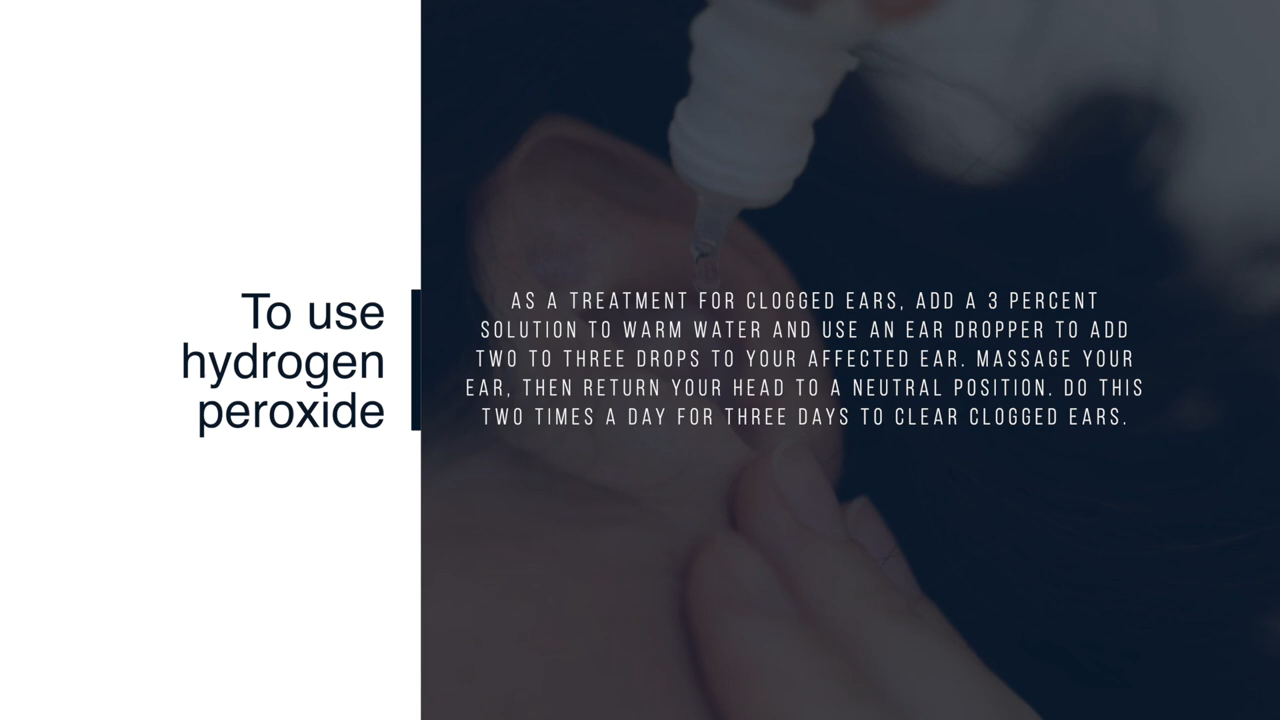 To use
hydrogen
peroxide
AS A TREATMENT FOR CLOGGED EARS, ADD A 3 PERCENT
SOLUTION TO WARM WATER AND USE AN EAR DROPPER TO ADD
TWO TO THREE DROPS TO YOUR AFFECTED EAR. MASSAGE YOUR
EAR, THEN RETURN YOUR HEAD TO A NEUTRAL POSITION. DO THIS
TWO TIMES A DAY FOR THREE DAYS TO CLEAR CLOGGED EARS.